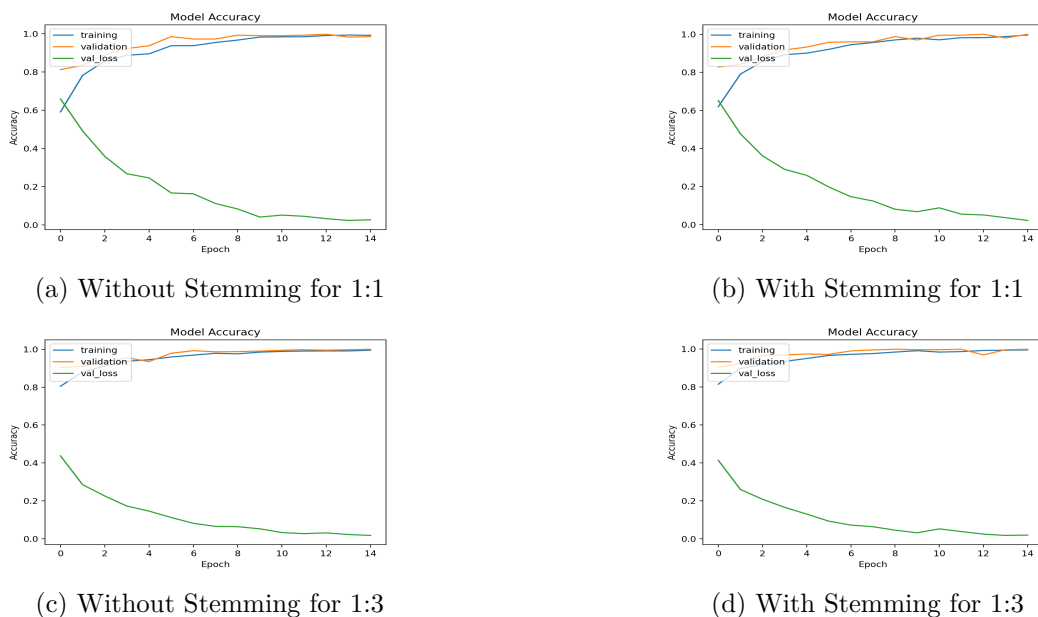 Model Accuracy
training
validation
val_loss
Accuracy
1.0
0.8
0.6
0.4
0.2
0.0
0 2 4 6 8 10 12 14
Epoch
(a) Without Stemming for 1:1
Model Accuracy
training
validation
val_loss
Accuracy
1.0
0.8
0.6
0.4
0.2
0.0
0 2 4 6 8 10 12 14
Epoch
(b) With Stemming for 1:1
Model Accuracy
training
validation
val_loss
Accuracy
1.0
0.8
0.6
0.4
0.2
0.0
0 2 4 6 8 10 12 14
Epoch
(c) Without Stemming for 1:3
Model Accuracy
training
validation
val_loss
Accuracy
1.0
0.8
0.6
0.4
0.2
0.0
0 2 4 6 8 10 12 14
Epoch
(d) With Stemming for 1:3